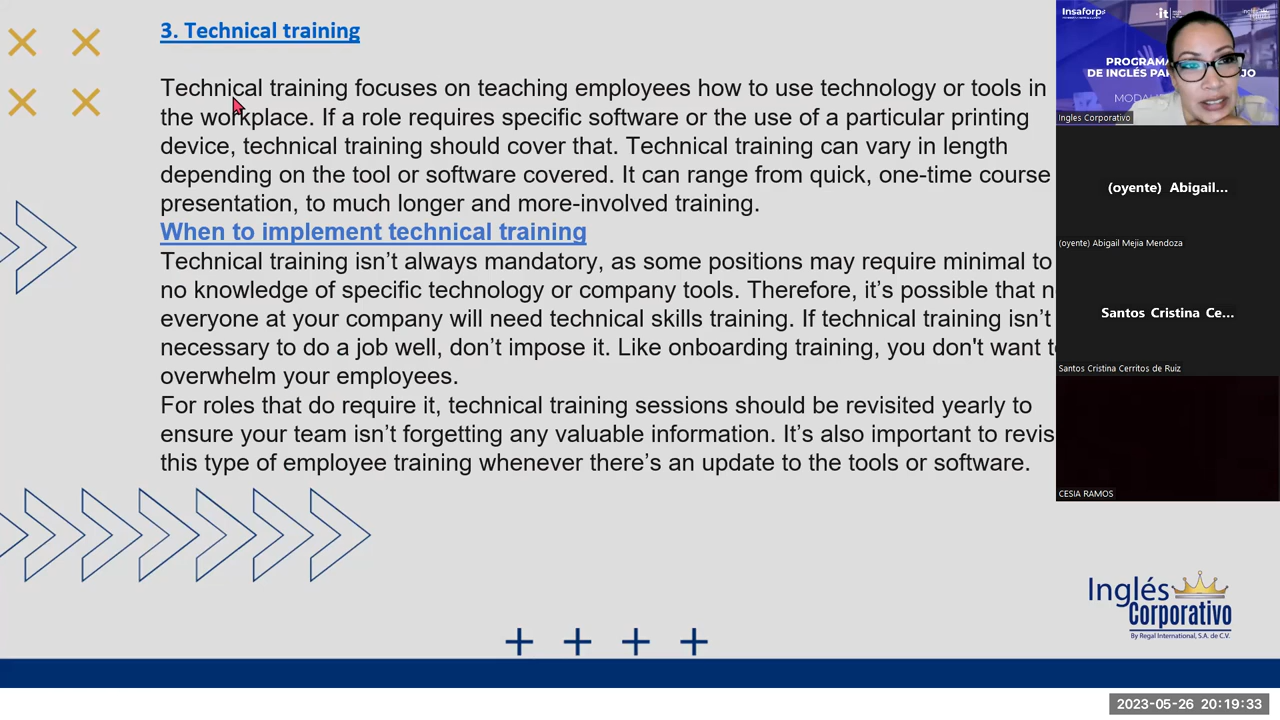 3. Technical training
Technical training focuses on teaching employees how to use technology or tools in
the workplace. If a role requires specific software or the use of a particular printing
device, technical training should cover that. Technical training can vary in length
depending on the tool or software covered. It can range from quick, one-time course
presentation, to much longer and more-involved training.
When to implement technical training
Technical training isn’t always mandatory, as some positions may require minimal to
no knowledge of specific technology or company tools. Therefore, it’s possible that n
everyone at your company will need technical skills training. If technical training isn’t
necessary to do a job well, don’t impose it. Like onboarding training, you don't want t
overwhelm your employees.
For roles that do require it, technical training sessions should be revisited yearly to
ensure your team isn’t forgetting any valuable information. It’s also important to revis
this type of employee training whenever there’s an update to the tools or software.
Insaforp
it
PROGRAMA
DE INGLÉS PA
Ingles Corporativo
(oyente) Abigail...
(oyente) Abigail Mejia Mendoza
Santos Cristina Ce...
Santos Cristina Cerritos de Ruiz
CESIA RAMOS
Inglés
Corporativo
By Regal International, S.A. de C.V.
2023-05-26 20:19:33